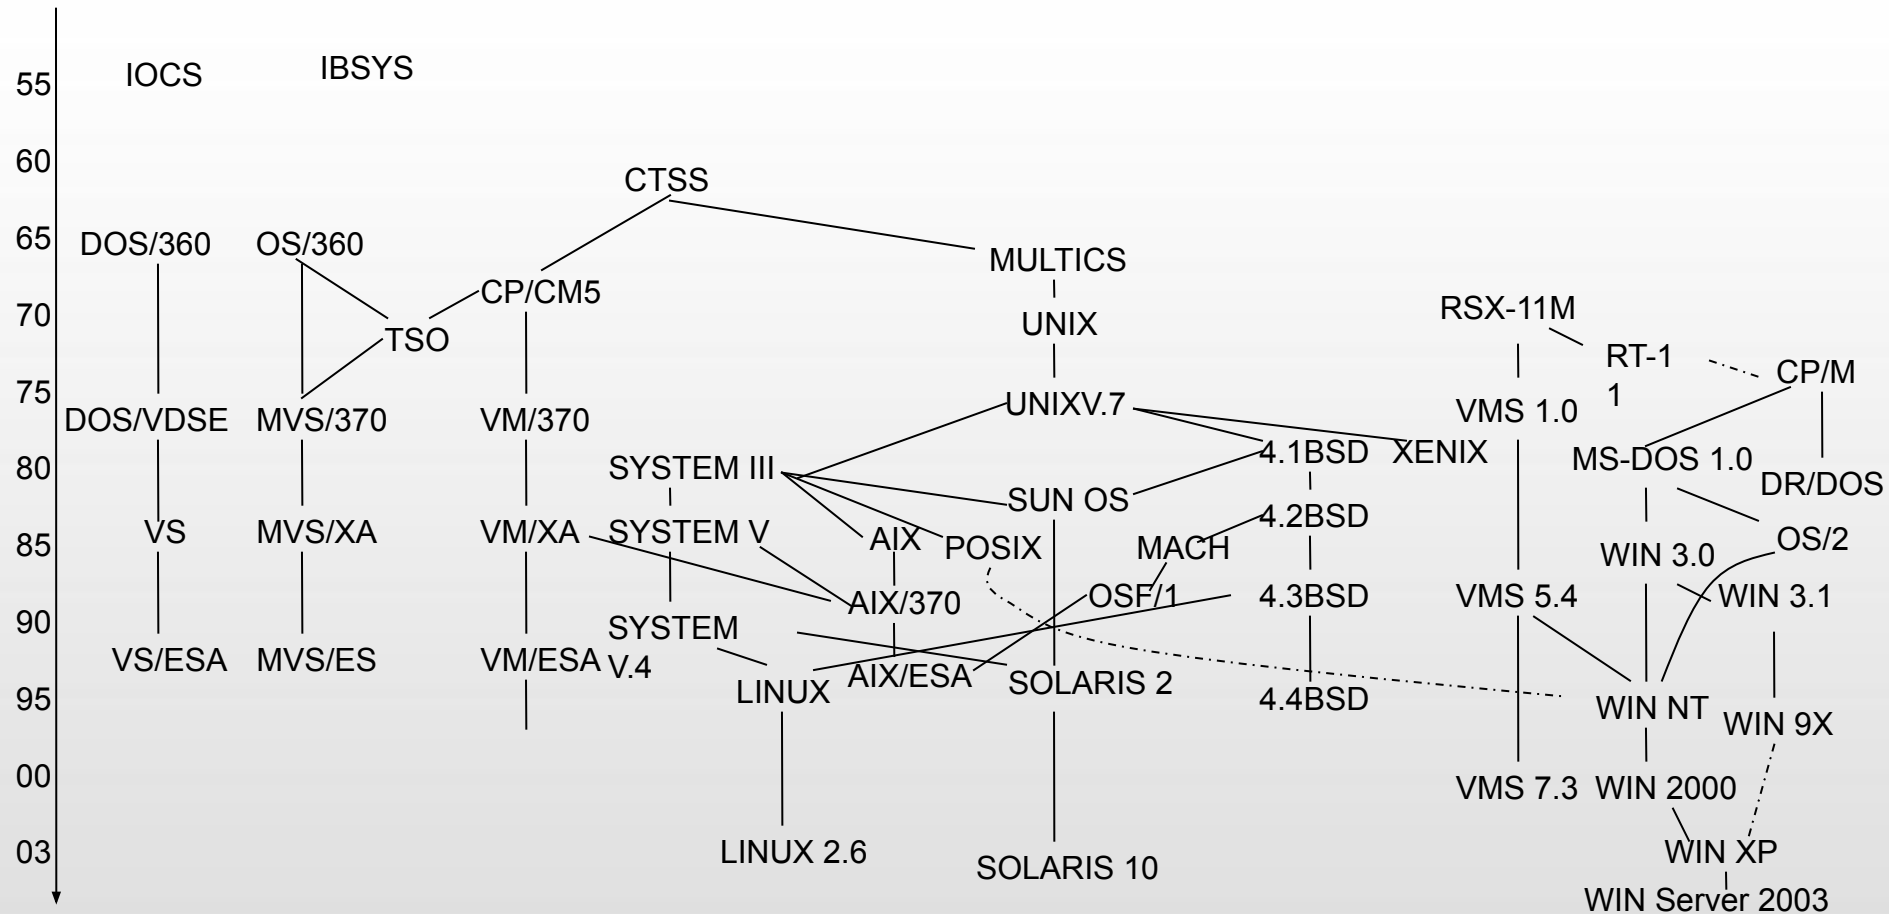 IOCS
IBSYS
55
60
CTSS
65
DOS/360
OS/360
MULTICS
CP/CM5
70
TSO
UNIX
RSX-11M
RT-1
1
CP/M
75
DOS/VDSE
MVS/370
VM/370
UNIXV.7
VMS 1.0
80
SYSTEM III
4.1BSD
XENIX
MS-DOS 1.0
DR/DOS
SUN OS
4.2BSD
85
VS
MVS/XA
VM/XA
SYSTEM V
AIX
POSIX
MACH
WIN 3.0
OS/2
AIX/370
OSF/1
4.3BSD
VMS 5.4
WIN 3.1
90
SYSTEM
V.4
VS/ESA
MVS/ES
VM/ESA
AIX/ESA
SOLARIS 2
95
LINUX
4.4BSD
WIN NT
WIN 9X
00
VMS 7.3
WIN 2000
03
LINUX 2.6
SOLARIS 10
WIN XP
WIN Server 2003